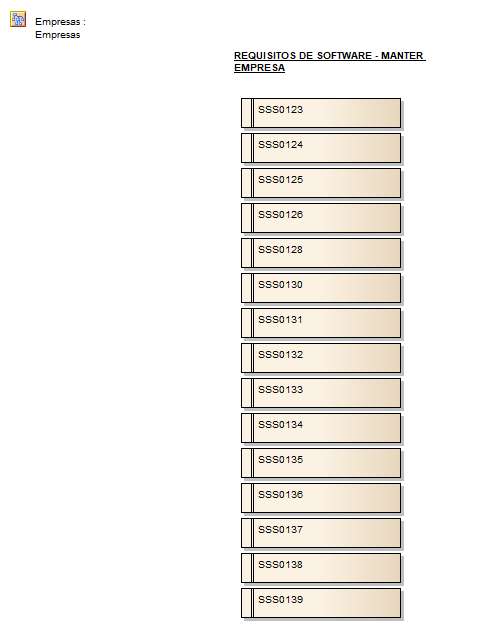 Empresas :
Empresas
REQUISITOS DE SOFTWARE - MANTER
EMPRESA
SSS0123
SSS0124
SSS0125
SSS0126
SSS0128
SSS0130
SSS0131
SSS0132
SSS0133
SSS0134
SSS0135
SSS0136
SSS0137
SSS0138
SSS0139